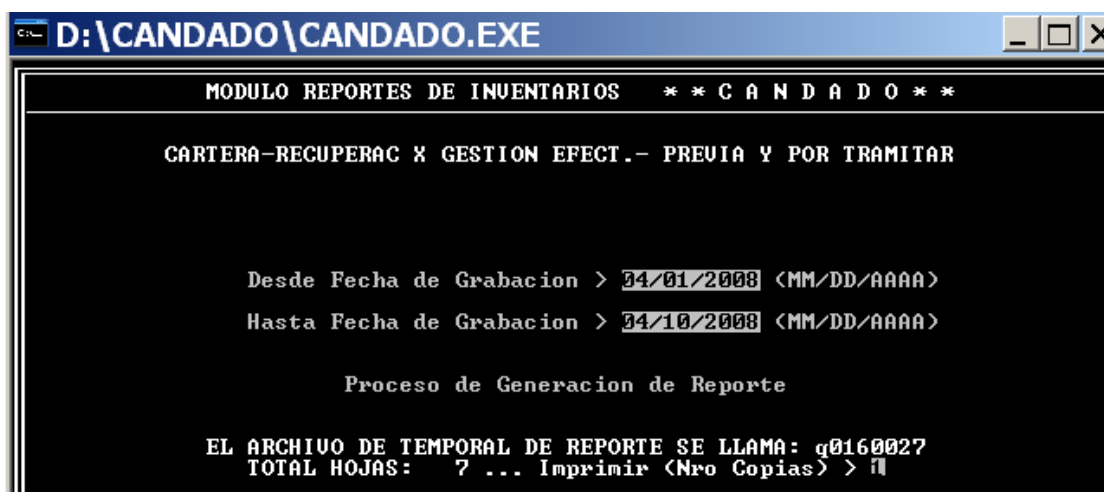 D:\CANDADO\CANDADO.EXE
MODULO REPORTES DE INVENTARIOS * * C A N D A D O * *
CARTERA-RECUPERAC X GESTION EFECT.- PREVIA Y POR TRAMITAR
Desde Fecha de Grabacion > 04/01/2008 (MM/DD/AAAA)
Hasta Fecha de Grabacion > 04/10/2008 (MM/DD/AAAA)
Proceso de Generacion de Reporte
EL ARCHIVO DE TEMPORAL DE REPORTE SE LLAMA: q0160027
TOTAL HOJAS: 7 ... Imprimir (Nro Copias) > 1